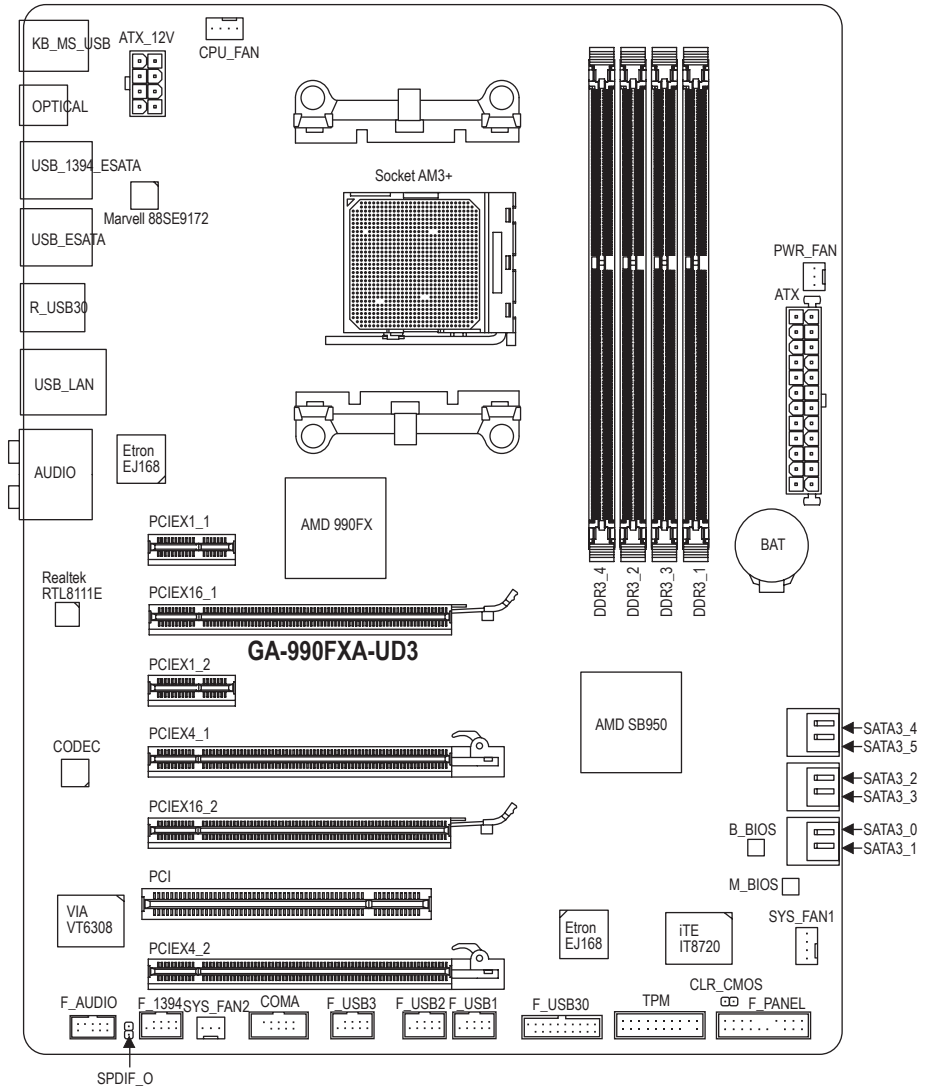 KB_MS_USB
ATX_12V
CPU_FAN
OPTICAL
USB_1394_ESATA
Marvell 88SE9172
Socket AM3+
USB_ESATA
PWR_FAN
R_USB30
ATX
USB_LAN
AUDIO
Etron
EJ168
AMD 990FX
BAT
PCIEX1_1
DDR3_4
DDR3_2
DDR3_3
DDR3_1
Realtek
RTL8111E
PCIEX16_1
GA-990FXA-UD3
PCIEX1_2
AMD SB950
SATA3_4
SATA3_5
PCIEX4_1
CODEC
SATA3_2
SATA3_3
PCIEX16_2
B_BIOS
SATA3_0
SATA3_1
PCI
M_BIOS
VIA
VT6308
Etron
EJ168
iTE
IT8720
SYS_FAN1
PCIEX4_2
CLR_CMOS
F_AUDIO
F_1394
SYS_FAN2
COMA
F_USB3
F_USB2
F_USB1
F_USB30
TPM
F_PANEL
SPDIF_O